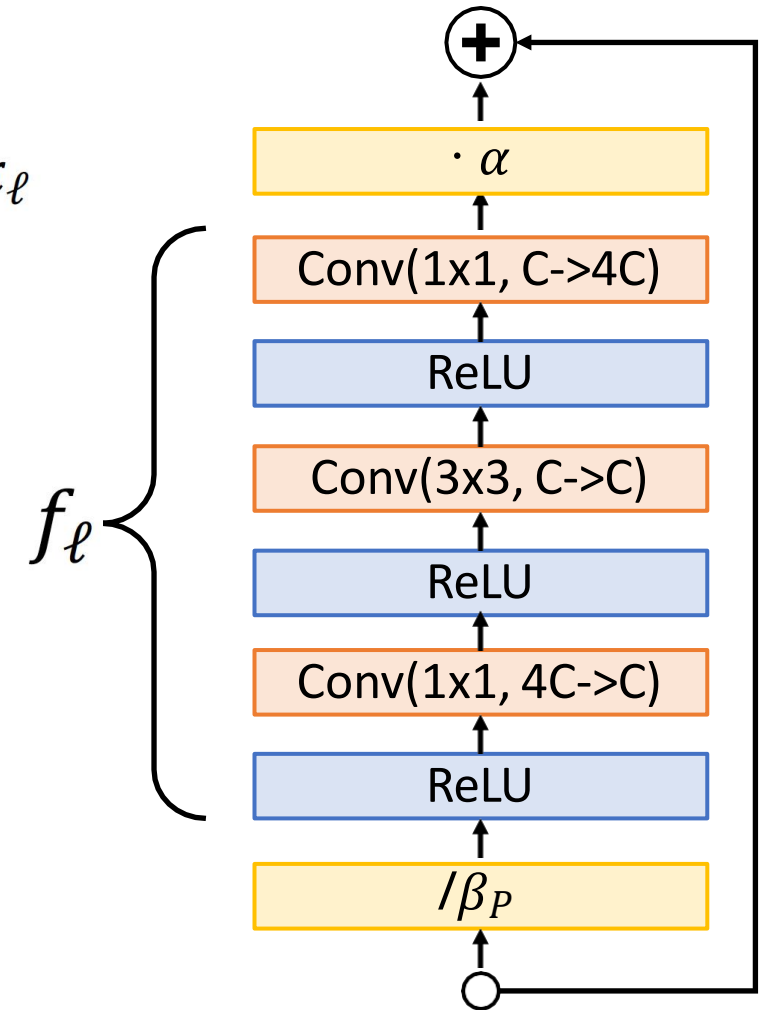 +
· α
ℓ
Conv(1x1, C->4C)
ReLU
Conv(3x3, C->C)
f_ℓ
ReLU
Conv(1x1, 4C->C)
ReLU
/β_P